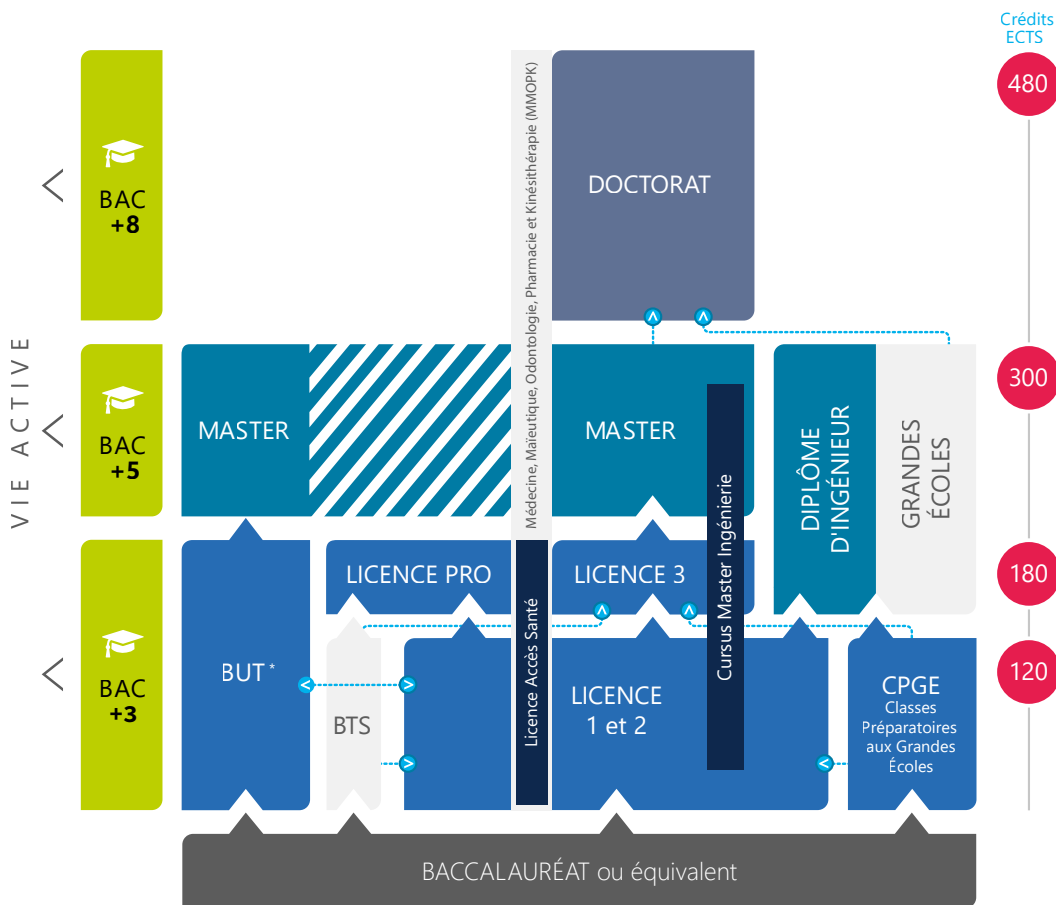 Crédits
ECTS
480
Médecine, Maïeutique, Odontologie, Pharmacie et Kinésithérapie (MMOPK)
BAC
+8
DOCTORAT
VIE ACTIVE
300
BAC
+5
MASTER
MASTER
DIPLÔME
D'INGÉNIEUR
GRANDES
ÉCOLES
Cursus Master Ingénierie
180
LICENCE PRO
LICENCE 3
Licence Accès Santé
120
BAC
+3
BUT *
BTS
LICENCE
1 et 2
CPGE
Classes
Préparatoires
aux Grandes
Écoles
BACCALAURÉAT ou équivalent